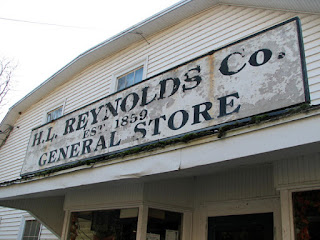 H.L. REYNOLDS Co.
EST 1859
GENERAL STORE